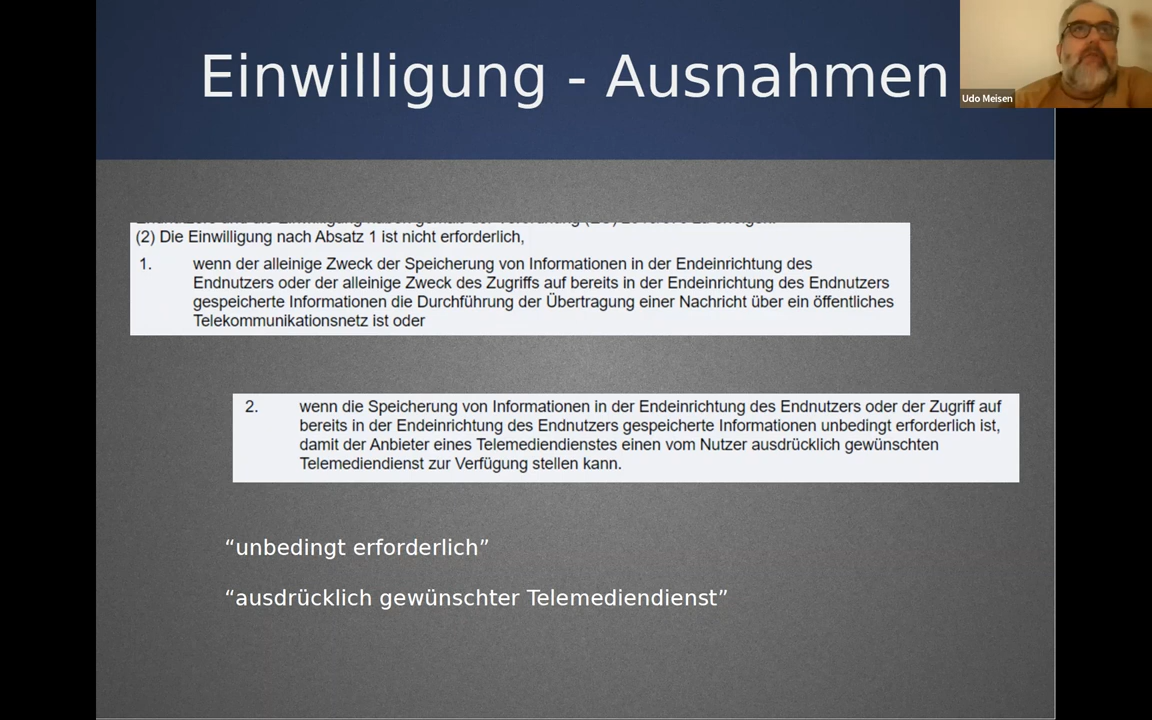 Einwilligung - Ausnahmen
Udo Meisen
(2) Die Einwilligung nach Absatz 1 ist nicht erforderlich,
1. wenn der alleinige Zweck der Speicherung von Informationen in der Endeinrichtung des
Endnutzers oder der alleinige Zweck des Zugriffs auf bereits in der Endeinrichtung des Endnutzers
gespeicherte Informationen die Durchführung der Übertragung einer Nachricht über ein öffentliches
Telekommunikationsnetz ist oder
2. wenn die Speicherung von Informationen in der Endeinrichtung des Endnutzers oder der Zugriff auf
bereits in der Endeinrichtung des Endnutzers gespeicherte Informationen unbedingt erforderlich ist,
damit der Anbieter eines Telemediendienstes einen vom Nutzer ausdrücklich gewünschten
Telemediendienst zur Verfügung stellen kann.
“unbedingt erforderlich”
“ausdrücklich gewünschter Telemediendienst”